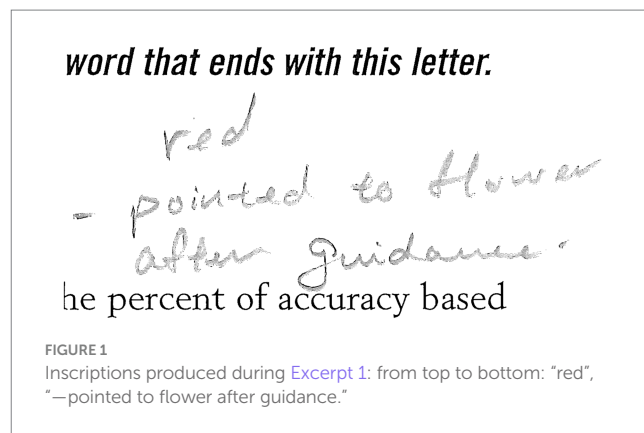 word that ends with this letter.
red
- pointed to flower
after guidance.
he percent of accuracy based
FIGURE 1
Inscriptions produced during Excerpt 1: from top to bottom: “red”,
“—pointed to flower after guidance.”